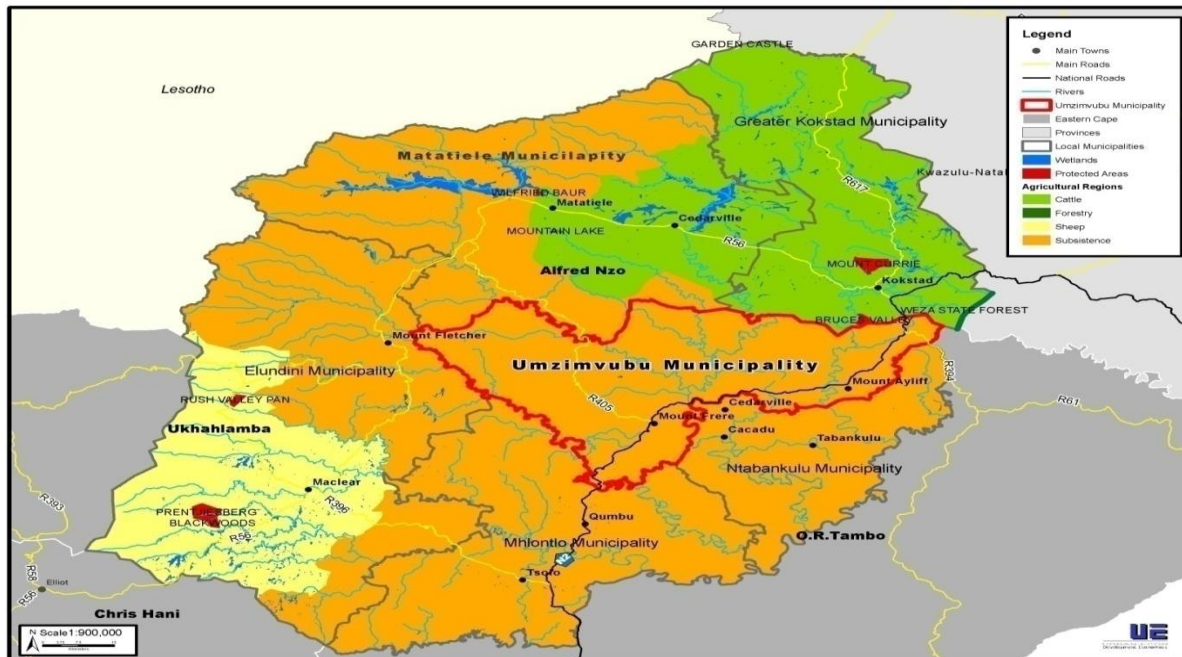 GARDEN CASTLE
Lesotho
Greater Kokstad Municipality
Matatiele Municilapity
R617
Kwazulu-Natal
WILFRIED BAUR
Matatiele
Cedarville
MOUNTAIN LAKE
R56
Alfred Nzo
MOUNT CURRIE
Kokstad
BRUCES VALLEY
WEZA STATE FOREST
Mount Fletcher
Umzimvubu Municipality
R394
Elundini Municipality
Mount Ayliff
RUSH VALLEY PAN
R405
Cedarville
R61
Mount Frere
Ukhahlamba
Cacadu
Tabankulu
Ntabankulu Municipality
Maclear
R396
R393
PRENTJIESBERG
BLACKWOODS
Qumbu
R56
O.R.Tambo
Mhlontlo Municipality
N2
R58
Tsolo
Elliot
R56
Chris Hani
N
Scale 1:900,000
Legend
Main Towns
Main Roads
National Roads
Rivers
Umzimvubu Municipality
Eastern Cape
Provinces
Local Municipalities
Wetlands
Protected Areas
Agricultural Regions
Cattle
Forestry
Sheep
Subsistence
UE